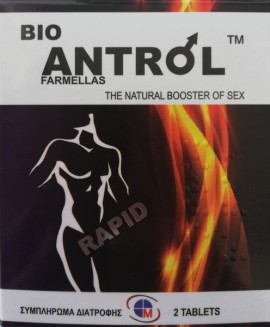 BIO
ANTROL™
FARMELLAS
THE NATURAL BOOSTER OF SEX
RAPID
ΣΥΜΠΛΗΡΩΜΑ ΔΙΑΤΡΟΦΗΣ
M
2 TABLETS